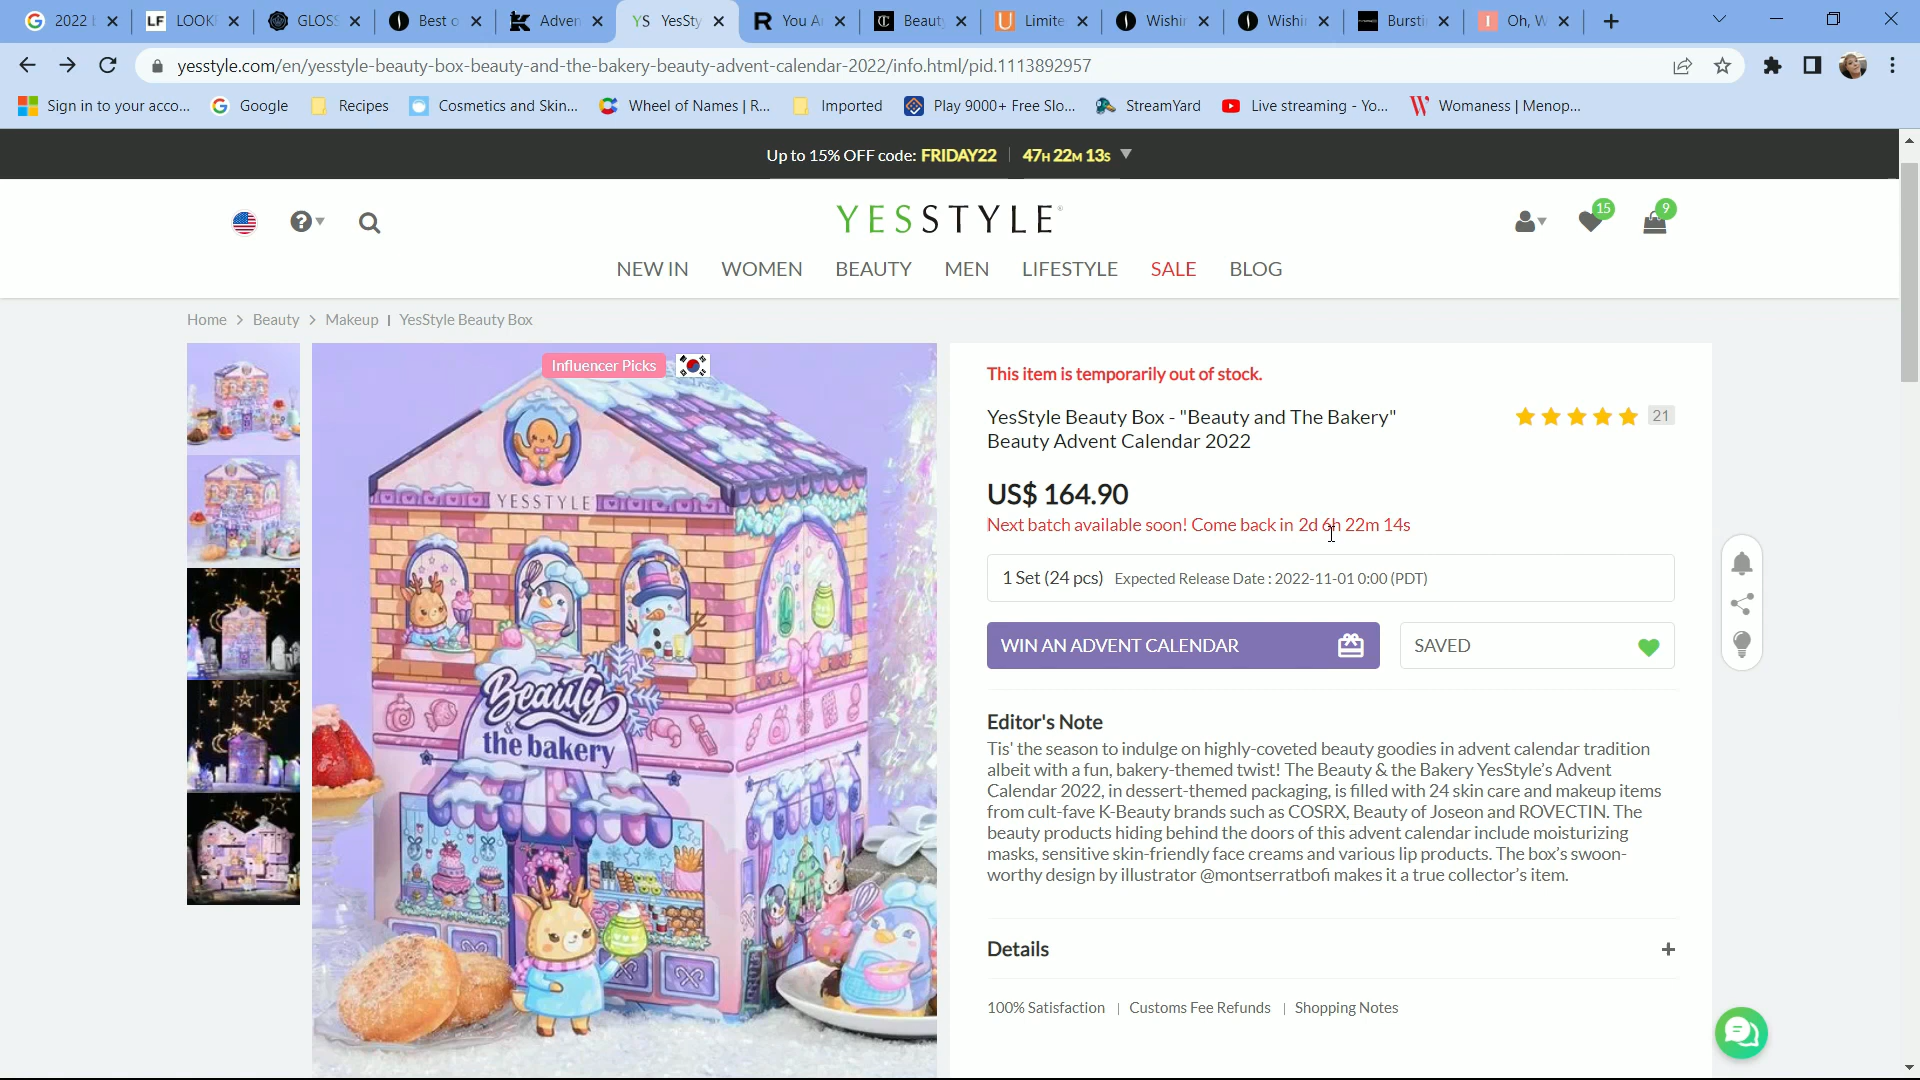 2022 b
LOOK
GLOSS
Best o
Adven
YesSty
You A
Beauty
Limite
Wishi
Wishi
Bursti
Oh, W
yesstyle.com/en/yesstyle-beauty-box-beauty-and-the-bakery-beauty-advent-calendar-2022/info.html/pid.1113892957
Sign in to your acco...
Google
Recipes
Cosmetics and Skin...
Wheel of Names | R...
Imported
Play 9000+ Free Slo...
StreamYard
Live streaming - Yo...
Womaness | Menop...
Up to 15% OFF code: FRIDAY22 | 47H 22M 13s
YESSTYLE
15
9
NEW IN WOMEN BEAUTY MEN LIFESTYLE SALE BLOG
Home > Beauty > Makeup | YesStyle Beauty Box
Influencer Picks
YESSTYLE
Beauty
& the bakery
This item is temporarily out of stock.
YesStyle Beauty Box - "Beauty and The Bakery"
Beauty Advent Calendar 2022
21
US$ 164.90
Next batch available soon! Come back in 2d 6h 22m 14s
1 Set (24 pcs) Expected Release Date : 2022-11-01 0:00 (PDT)
WIN AN ADVENT CALENDAR
SAVED
Editor's Note
Tis' the season to indulge on highly-coveted beauty goodies in advent calendar tradition
albeit with a fun, bakery-themed twist! The Beauty & the Bakery YesStyle's Advent
Calendar 2022, in dessert-themed packaging, is filled with 24 skin care and makeup items
from cult-fave K-Beauty brands such as COSRX, Beauty of Joseon and ROVECTIN. The
beauty products hiding behind the doors of this advent calendar include moisturizing
masks, sensitive skin-friendly face creams and various lip products. The box's swoon-
worthy design by illustrator @montserratbofi makes it a true collector's item.
Details
100% Satisfaction | Customs Fee Refunds | Shopping Notes